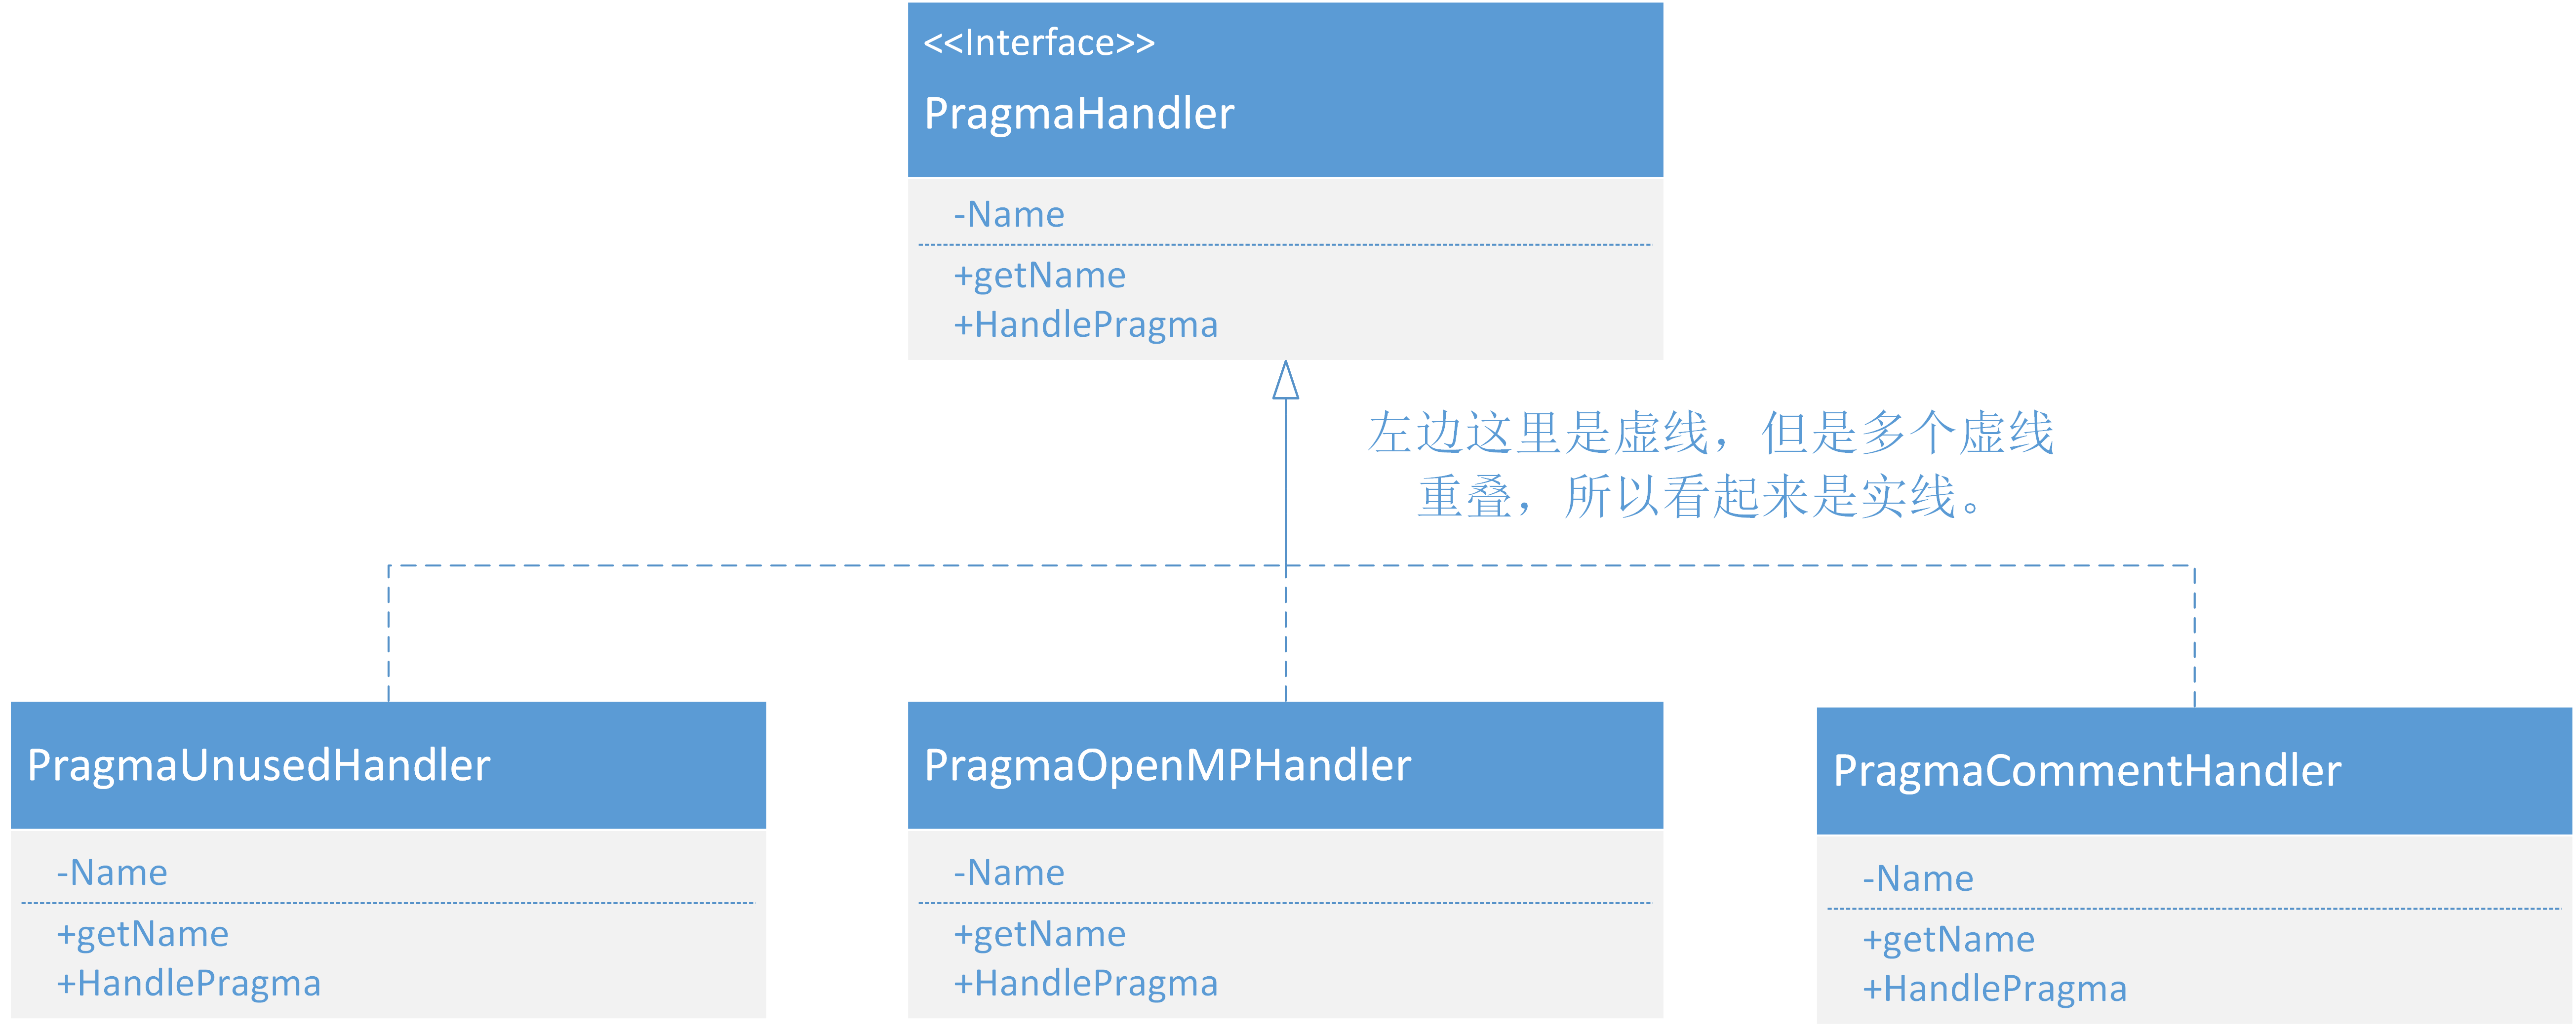 <<Interface>>
PragmaHandler
-Name
+getName
+HandlePragma
左边这里是虚线，但是多个虚线
重叠，所以看起来是实线。
PragmaUnusedHandler
-Name
+getName
+HandlePragma
PragmaOpenMPHandler
-Name
+getName
+HandlePragma
PragmaCommentHandler
-Name
+getName
+HandlePragma